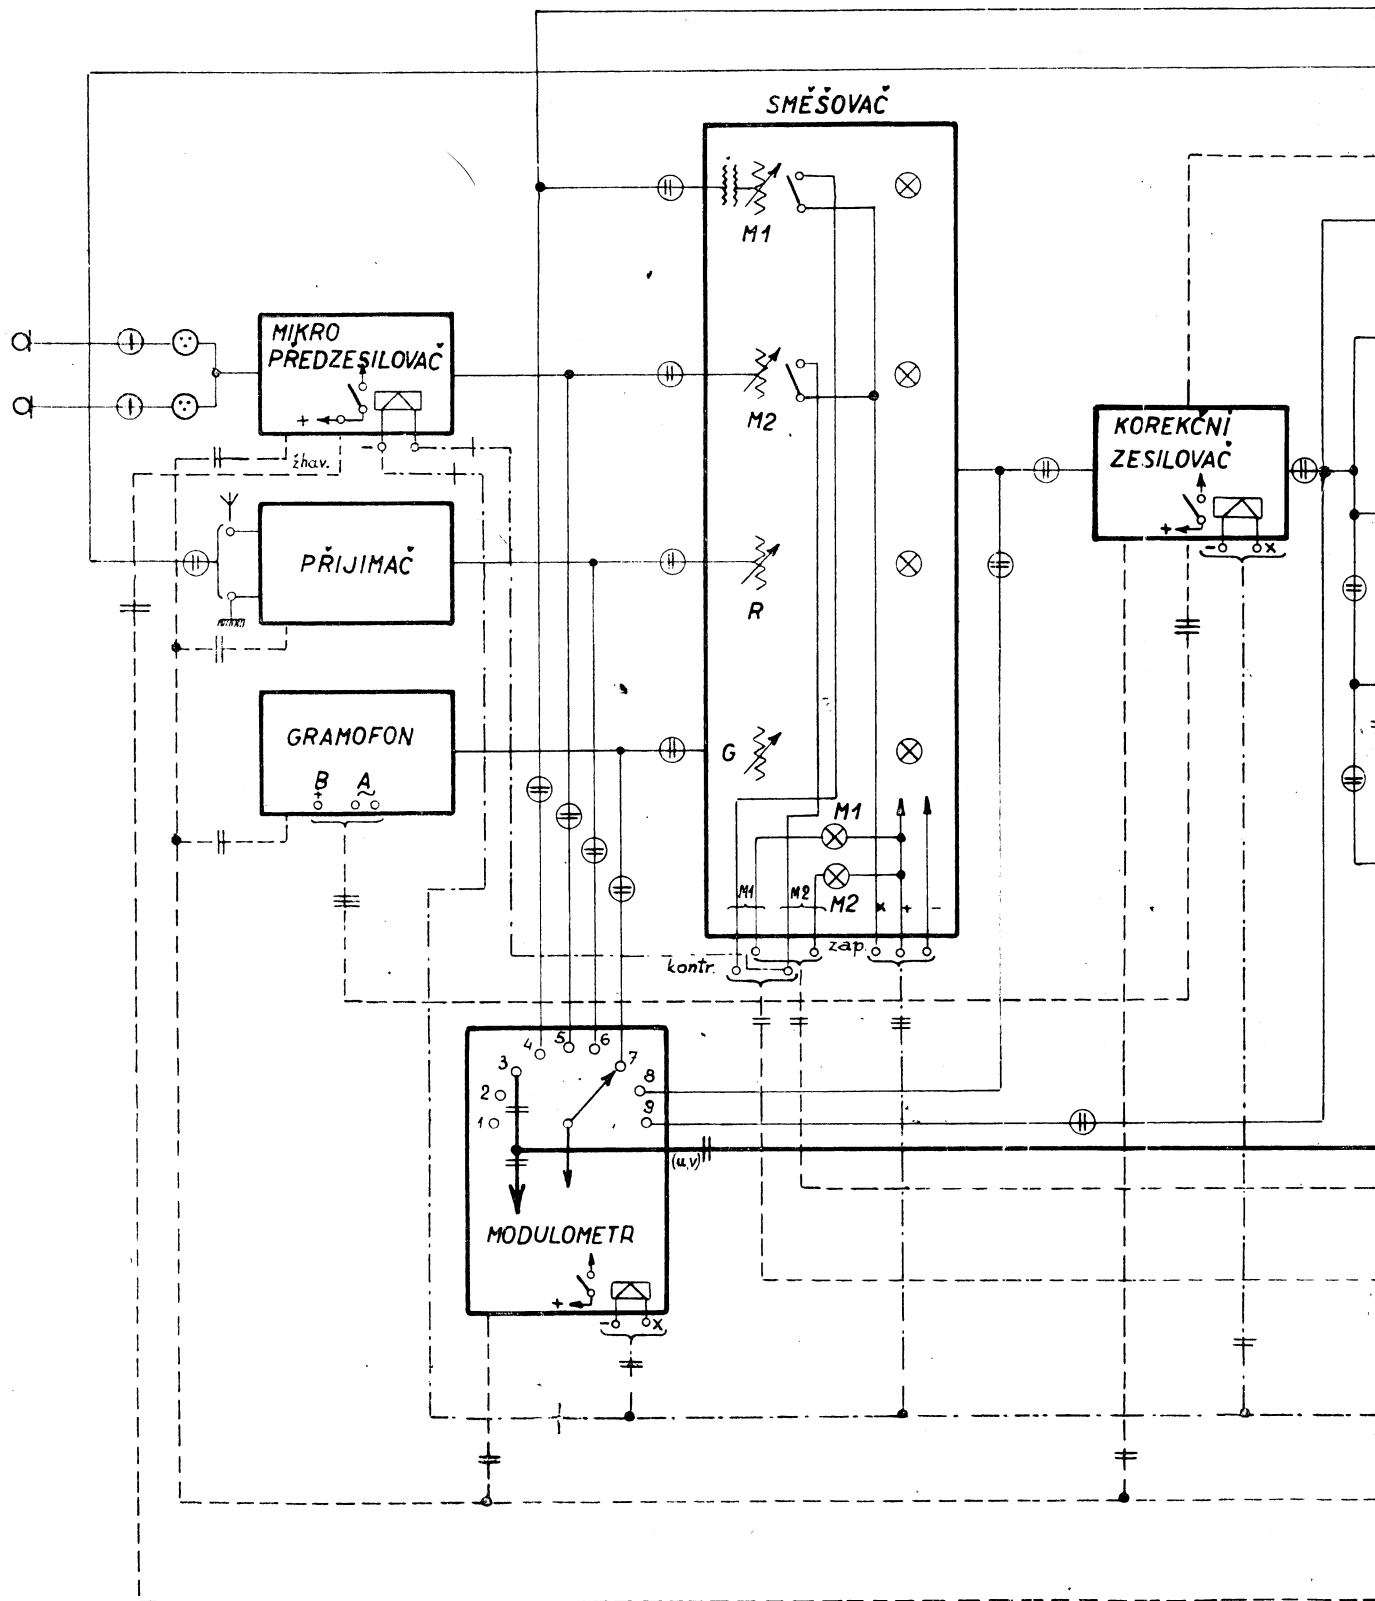 SMĚŠOVAČ
M1
MIKRO
PŘEDZESILOVAČ
+
-
žhav.
M2
KOREKČNÍ
ZESILOVAČ
+
- x
PŘIJIMAČ
R
GRAMOFON
B A
+ ~
G
M1
M1 M2 M2 x + -
zap.
kontr.
4 5 6
3 7
2 8
1 9
(u,v)
MODULOMETR
+
- x